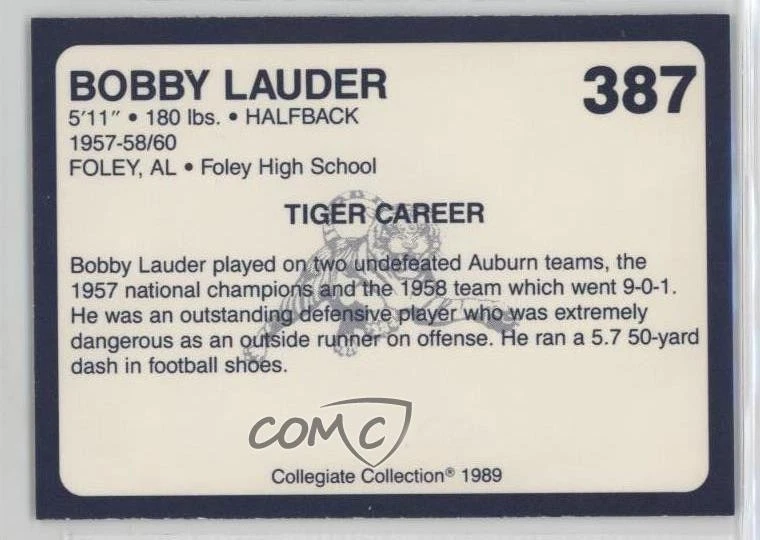 BOBBY LAUDER
387
5'11" • 180 lbs. • HALFBACK
1957-58/60
FOLEY, AL • Foley High School
TIGER CAREER
Bobby Lauder played on two undefeated Auburn teams, the
1957 national champions and the 1958 team which went 9-0-1.
He was an outstanding defensive player who was extremely
dangerous as an outside runner on offense. He ran a 5.7 50-yard
dash in football shoes.
COMC
Collegiate Collection® 1989